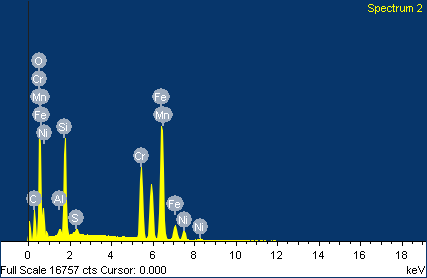 Spectrum 2
O
Cr
Mn
Fe
Ni
C
Al
Si
S
Cr
Fe
Mn
Fe
Ni
Ni
0 2 4 6 8 10 12 14 16 18
Full Scale 16757 cts Cursor: 0.000 keV